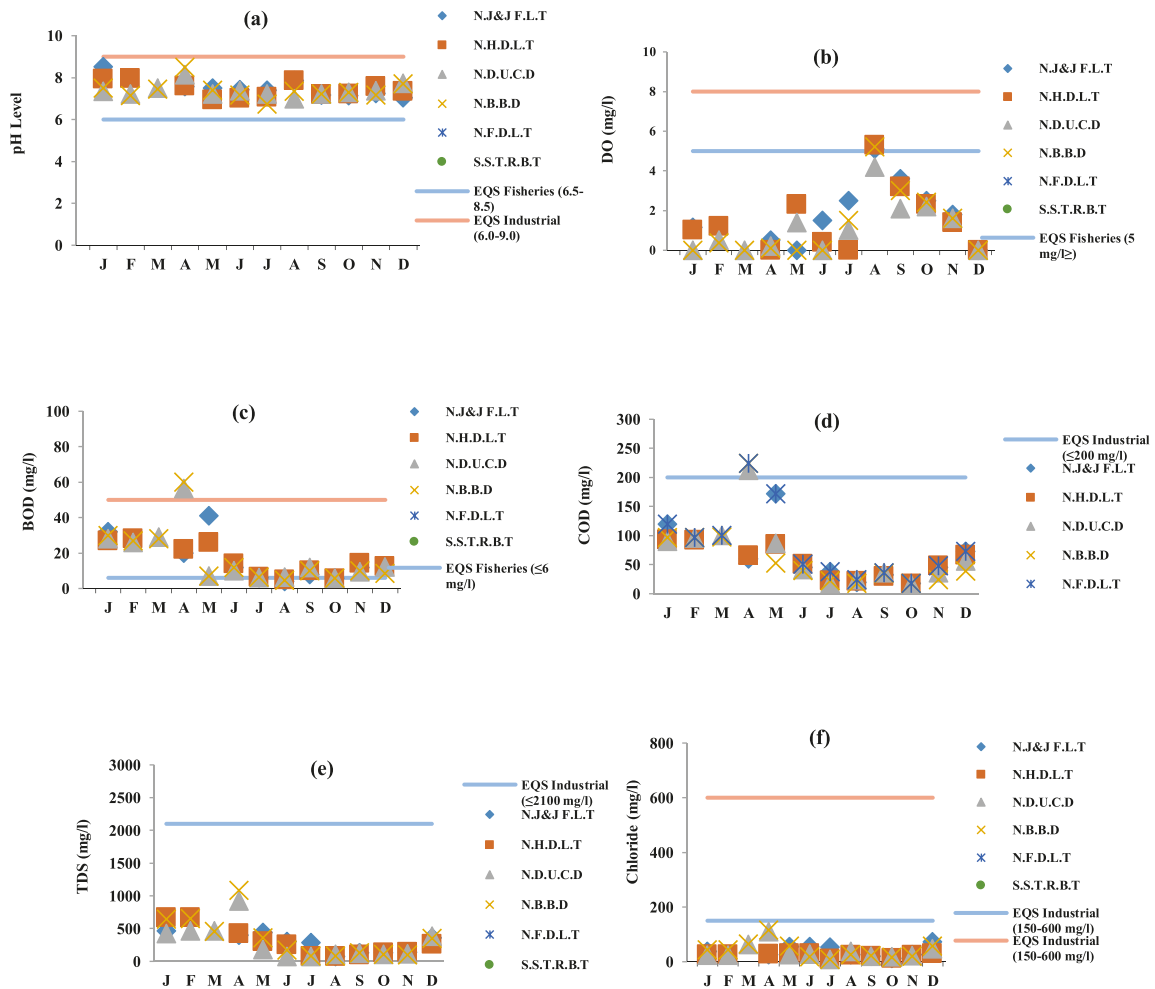 (a)
pH Level
10
8
6
4
2
0
J F M A M J J A S O N D
N.J&J F.L.T
N.H.D.L.T
N.D.U.C.D
N.B.B.D
N.F.D.L.T
S.S.T.R.B.T
EQS Fisheries (6.5-
8.5)
EQS Industrial
(6.0-9.0)
(b)
DO (mg/l)
10
8
6
4
2
0
J F M A M J J A S O N D
N.J&J F.L.T
N.H.D.L.T
N.D.U.C.D
N.B.B.D
N.F.D.L.T
S.S.T.R.B.T
EQS Fisheries (5
mg/l≥)
(c)
BOD (mg/l)
100
80
60
40
20
0
J F M A M J J A S O N D
N.J&J F.L.T
N.H.D.L.T
N.D.U.C.D
N.B.B.D
N.F.D.L.T
S.S.T.R.B.T
EQS Fisheries (≤6
mg/l)
(d)
COD (mg/l)
300
250
200
150
100
50
0
J F M A M J J A S O N D
EQS Industrial
(≤200 mg/l)
N.J&J F.L.T
N.H.D.L.T
N.D.U.C.D
N.B.B.D
N.F.D.L.T
(e)
TDS (mg/l)
3000
2500
2000
1500
1000
500
0
J F M A M J J A S O N D
EQS Industrial
(≤2100 mg/l)
N.J&J F.L.T
N.H.D.L.T
N.D.U.C.D
N.B.B.D
N.F.D.L.T
S.S.T.R.B.T
(f)
Chloride (mg/l)
800
600
400
200
0
J F M A M J J A S O N D
N.J&J F.L.T
N.H.D.L.T
N.D.U.C.D
N.B.B.D
N.F.D.L.T
S.S.T.R.B.T
EQS Industrial
(150-600 mg/l)
EQS Industrial
(150-600 mg/l)